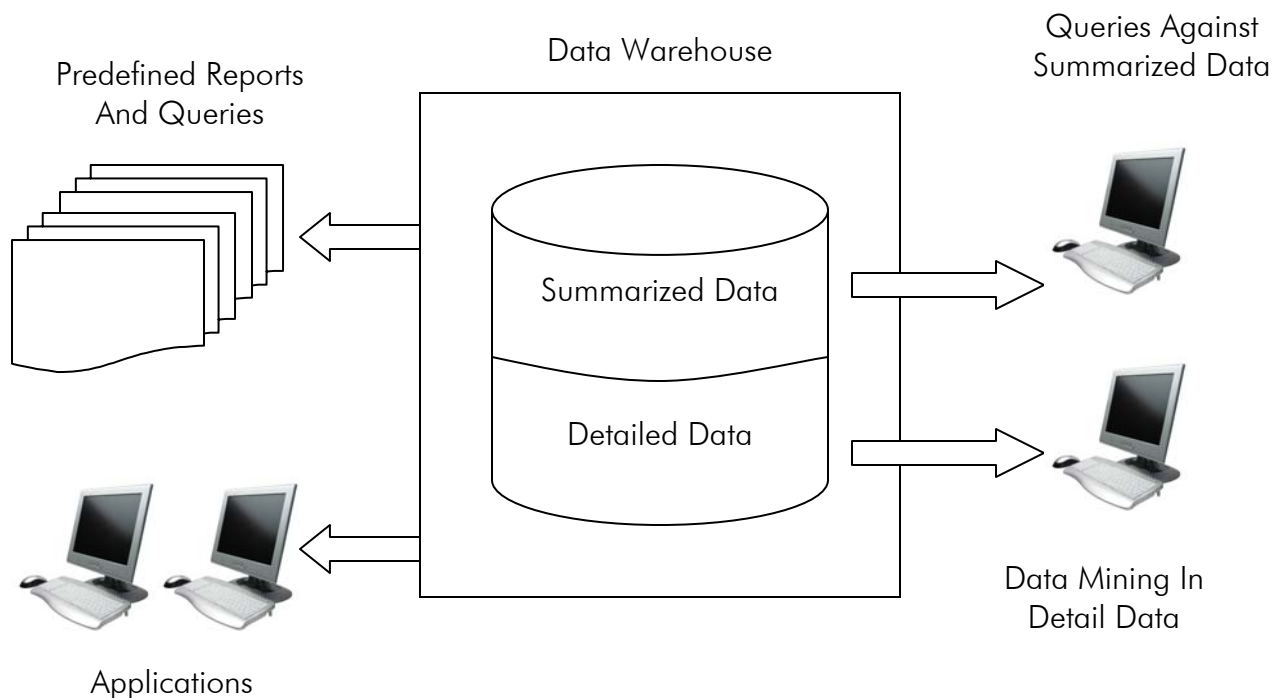 Data Warehouse
Predefined Reports
And Queries
Queries Against
Summarized Data
Summarized Data
Detailed Data
Applications
Data Mining In
Detail Data